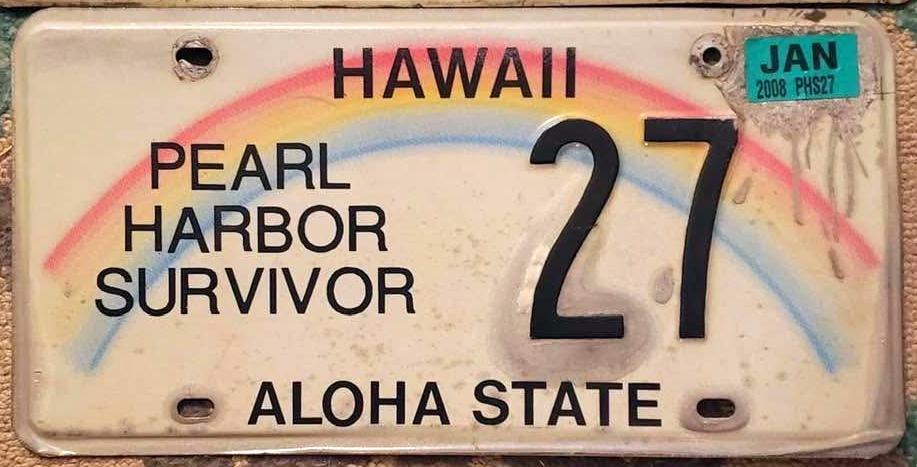 HAWAII
JAN
2008 PHS27
PEARL
HARBOR
SURVIVOR
27
ALOHA STATE